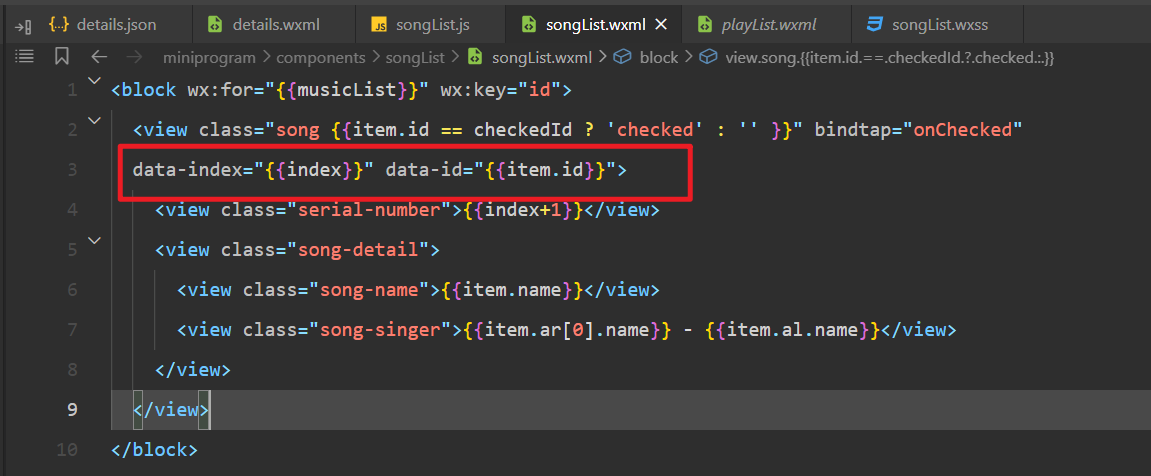 details.json details.wxml songList.js songList.wxml playList.wxml songList.wxss
miniprogram > components > songList > songList.wxml > block > view.song.{{item.id.==.checkedId.?.checked.:.}}
1 <block wx:for="{{musicList}}" wx:key="id">
2 <view class="song {{item.id == checkedId ? 'checked' : '' }}" bindtap="onChecked"
3 data-index="{{index}}" data-id="{{item.id}}">
4 <view class="serial-number">{{index+1}}</view>
5 <view class="song-detail">
6 <view class="song-name">{{item.name}}</view>
7 <view class="song-singer">{{item.ar[0].name}} - {{item.al.name}}</view>
8 </view>
9 </view>
10 </block>